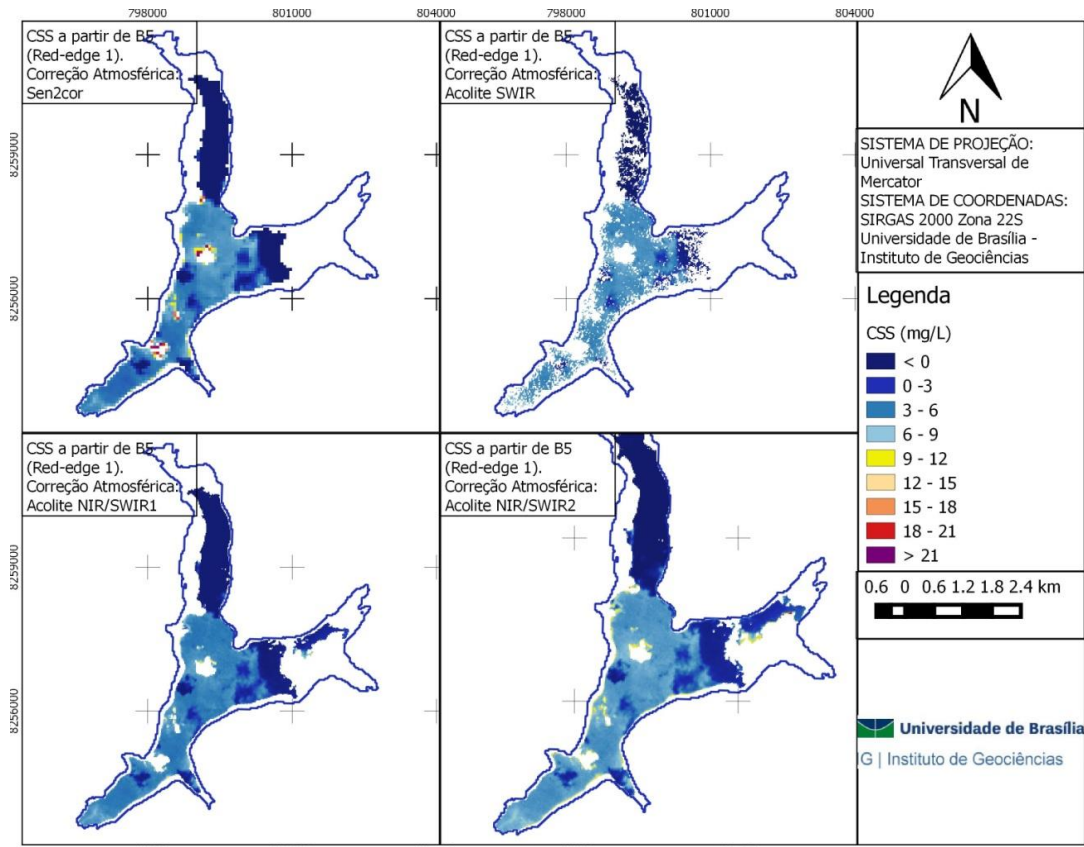 798000 801000 804000 798000 801000 804000
CSS a partir de B5
(Red-edge 1).
Correção Atmosférica:
Sen2cor
CSS a partir de B5
(Red-edge 1).
Correção Atmosférica:
Acolite SWIR
8259000
8256000
CSS a partir de B5
(Red-edge 1).
Correção Atmosférica:
Acolite NIR/SWIR1
CSS a partir de B5
(Red-edge 1).
Correção Atmosférica:
Acolite NIR/SWIR2
8259000
8256000
N
SISTEMA DE PROJEÇÃO:
Universal Transversal de
Mercator
SISTEMA DE COORDENADAS:
SIRGAS 2000 Zona 22S
Universidade de Brasília -
Instituto de Geociências
Legenda
CSS (mg/L)
< 0
0 -3
3 - 6
6 - 9
9 - 12
12 - 15
15 - 18
18 - 21
> 21
0.6 0 0.6 1.2 1.8 2.4 km
Universidade de Brasília
IG | Instituto de Geociências